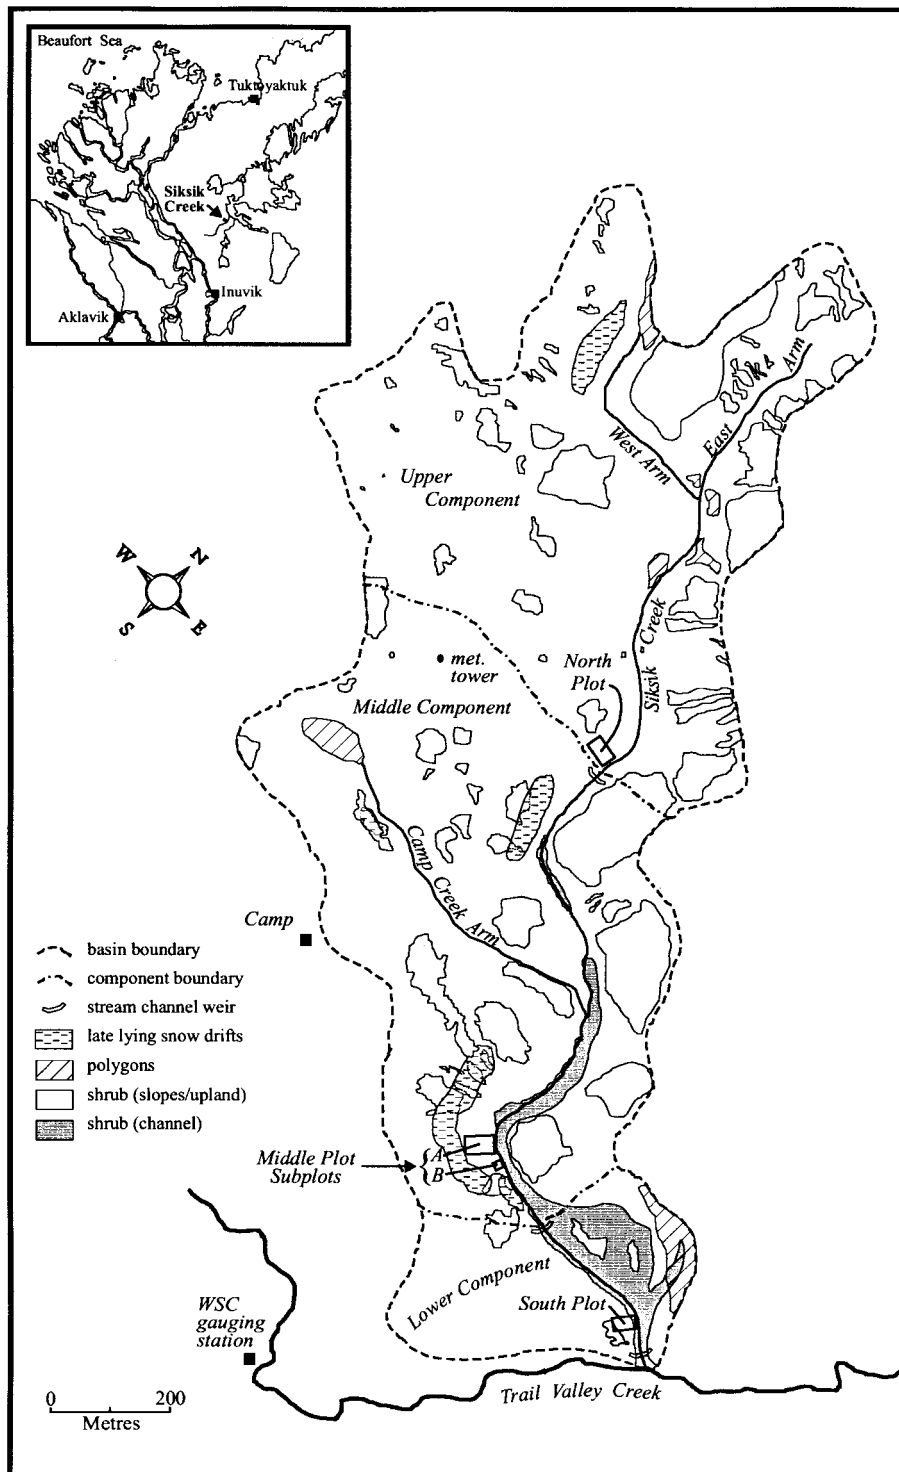 Beaufort Sea
Tuktoyaktuk
Siksik
Creek
Inuvik
Aklavik
West Arm
East Arm
Upper
Component
W
N
S
E
met.
tower
North
Plot
Siksik Creek
Middle Component
Camp Creek Arm
Camp
basin boundary
component boundary
stream channel weir
late lying snow drifts
polygons
shrub (slopes/upland)
shrub (channel)
Middle Plot
Subplots
A
B
Lower Component
South Plot
WSC
gauging
station
Trail Valley Creek
0 200
Metres